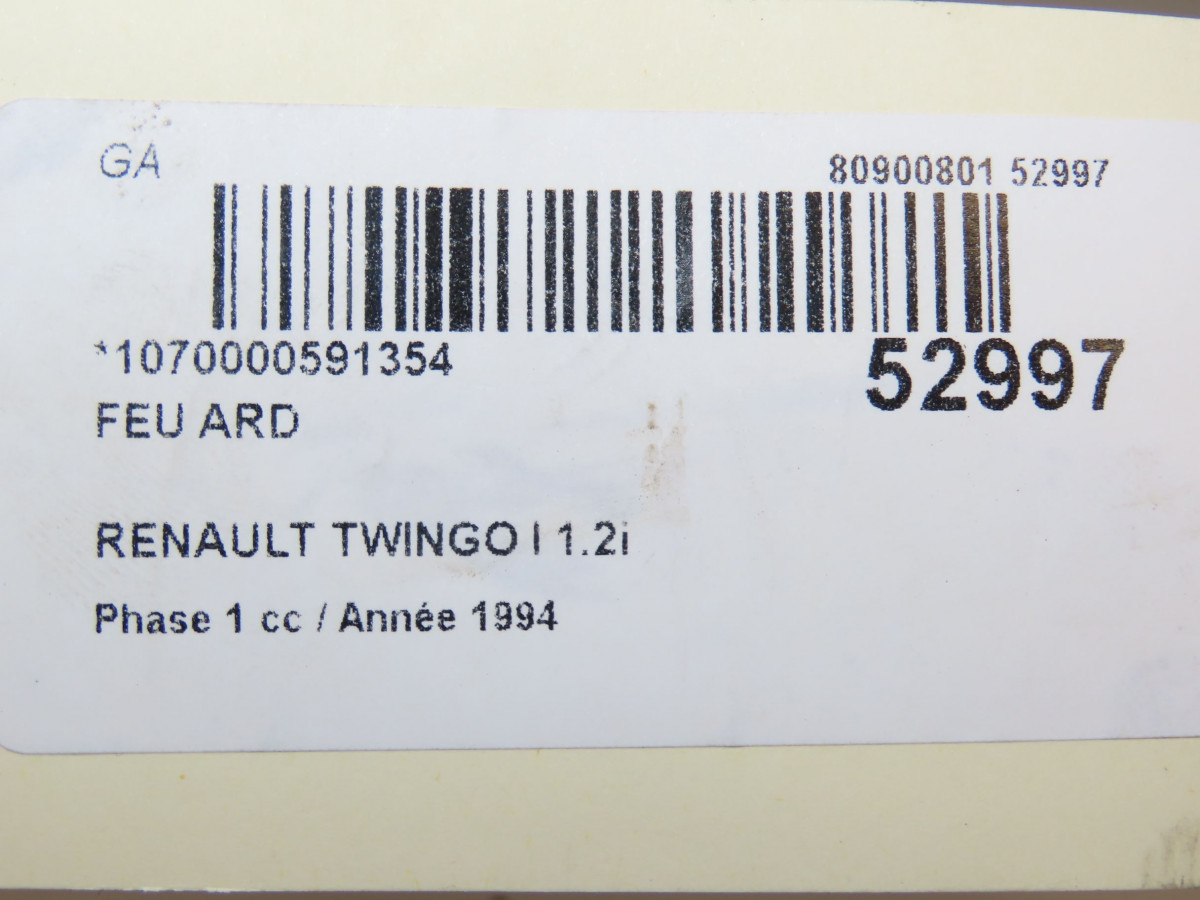 GA
80900801 52997
*1070000591354
52997
FEU ARD
RENAULT TWINGO I 1.2i
Phase 1 cc / Année 1994